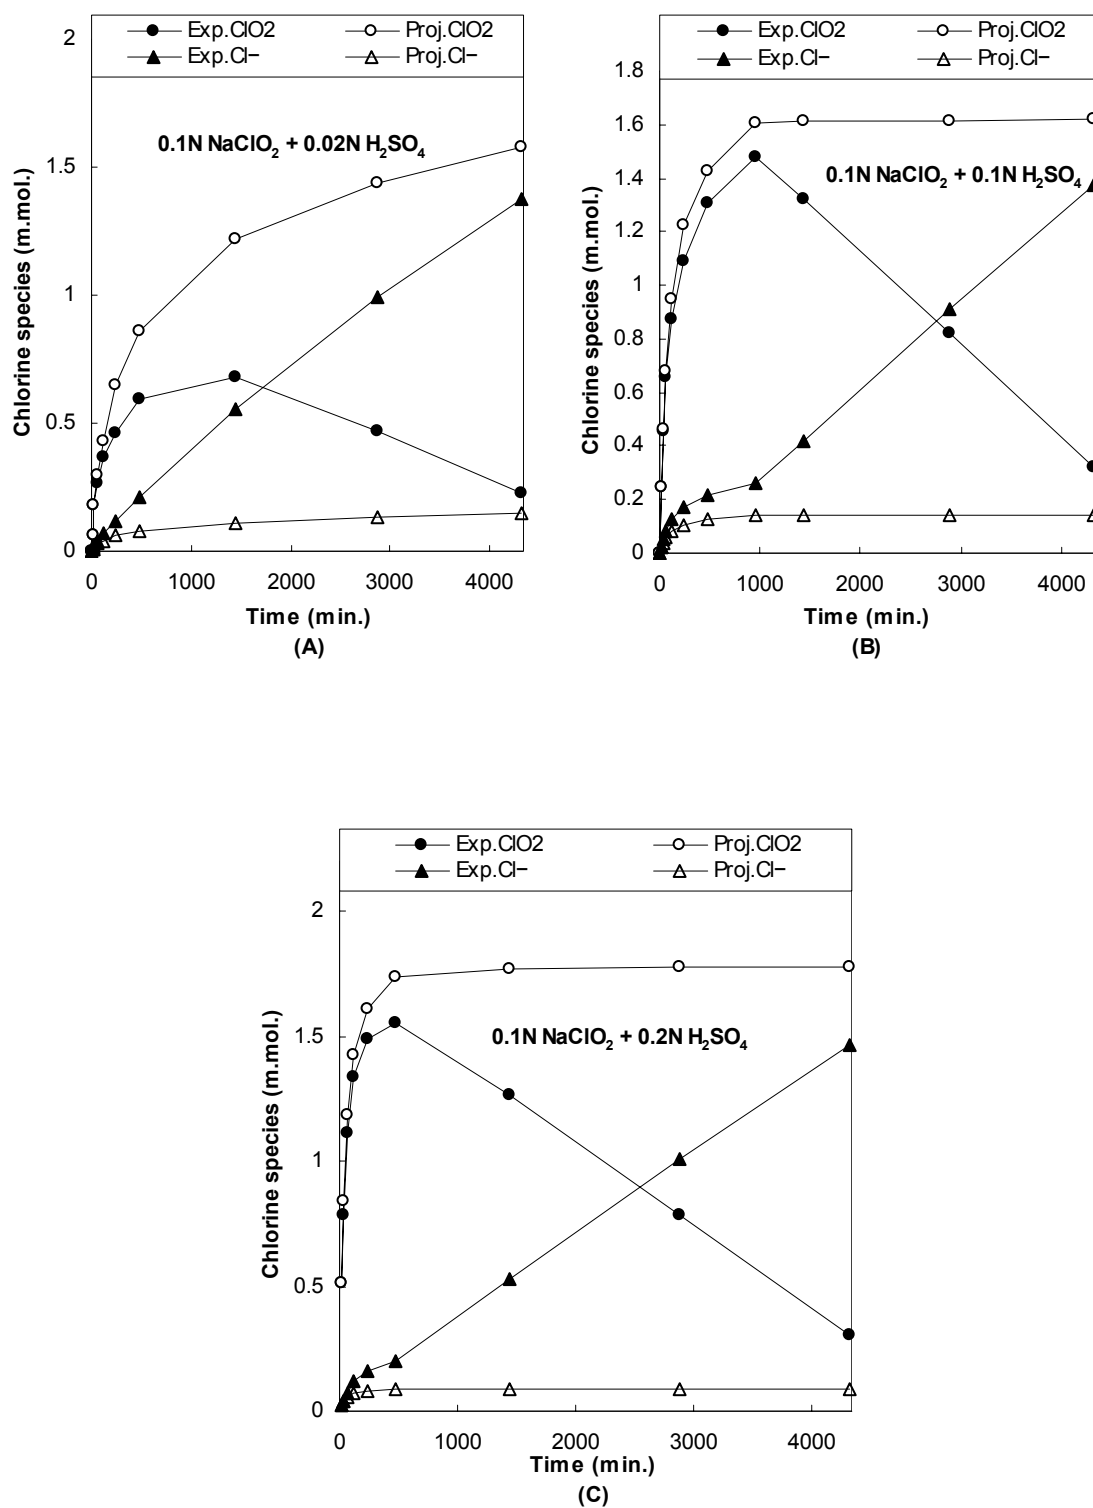 Exp.ClO2 Proj.ClO2
Exp.Cl− Proj.Cl−
2
1.5
1
0.5
0
0.1N NaClO₂ + 0.02N H₂SO₄
Chlorine species (m.mol.)
0 1000 2000 3000 4000
Time (min.)
(A)
Exp.ClO2 Proj.ClO2
Exp.Cl− Proj.Cl−
1.8
1.6
1.4
1.2
1
0.8
0.6
0.4
0.2
0
0.1N NaClO₂ + 0.1N H₂SO₄
Chlorine species (m.mol.)
0 1000 2000 3000 4000
Time (min.)
(B)
Exp.ClO2 Proj.ClO2
Exp.Cl− Proj.Cl−
2
1.5
1
0.5
0
0.1N NaClO₂ + 0.2N H₂SO₄
Chlorine species (m.mol.)
0 1000 2000 3000 4000
Time (min.)
(C)